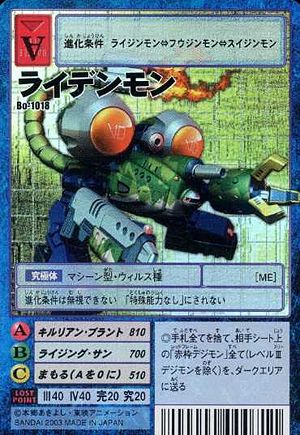 進化条件 ライジンモン⇔フウジンモン⇔スイジンモン
ライデンモン
Bo-1018
究極体 マシーン型・ウィルス種 [ME]
進化条件は無視できない 「特殊能力なし」にされない
A キルリアン・プラント 810
B ライジング・サン 700
C まもる(Aを0に) 510
LOST POINT Ⅲ40 Ⅳ40 完20 究20
◎手札全てを捨て、相手シート上
の「赤枠デジモン」全て(レベルⅢ
デジモンを除く)を、ダークエリア
に送る
©本郷あきよし・東映アニメーション
BANDAI 2003 MADE IN JAPAN